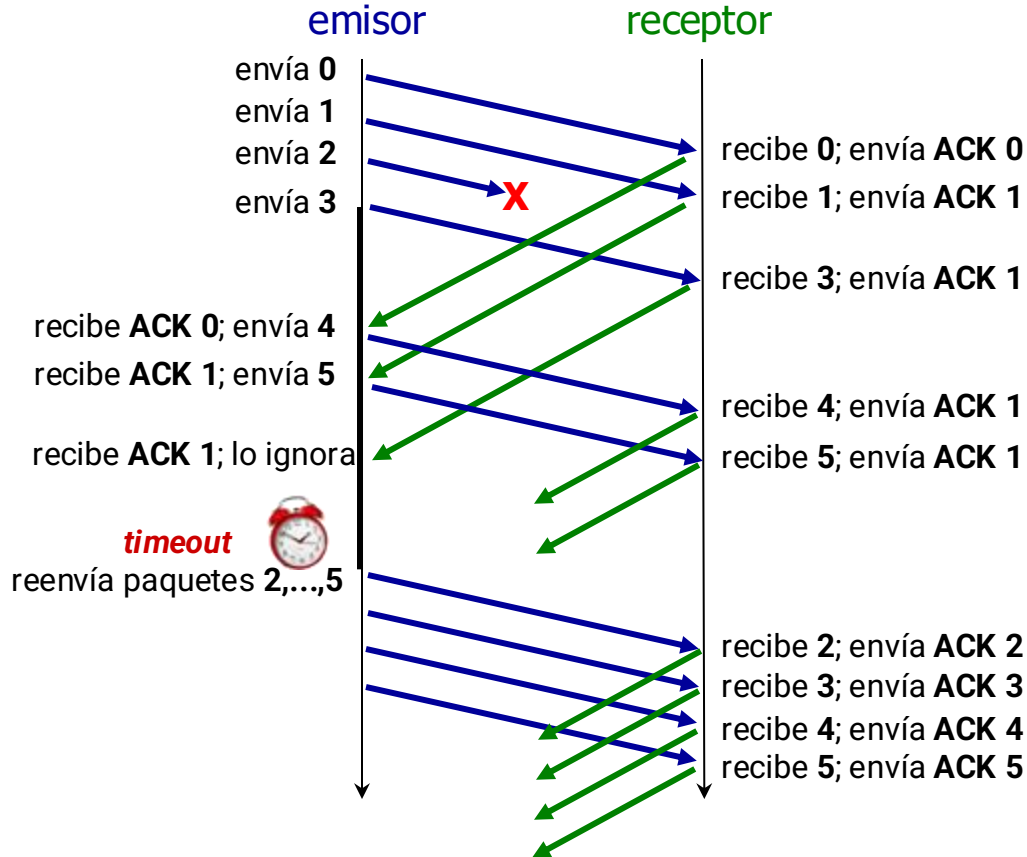 emisor
receptor
envía 0
envía 1
envía 2
X
envía 3
recibe 0; envía ACK 0
recibe 1; envía ACK 1
recibe 3; envía ACK 1
recibe ACK 0; envía 4
recibe ACK 1; envía 5
recibe ACK 1; lo ignora
recibe 4; envía ACK 1
recibe 5; envía ACK 1
timeout
reenvía paquetes 2,...,5
recibe 2; envía ACK 2
recibe 3; envía ACK 3
recibe 4; envía ACK 4
recibe 5; envía ACK 5